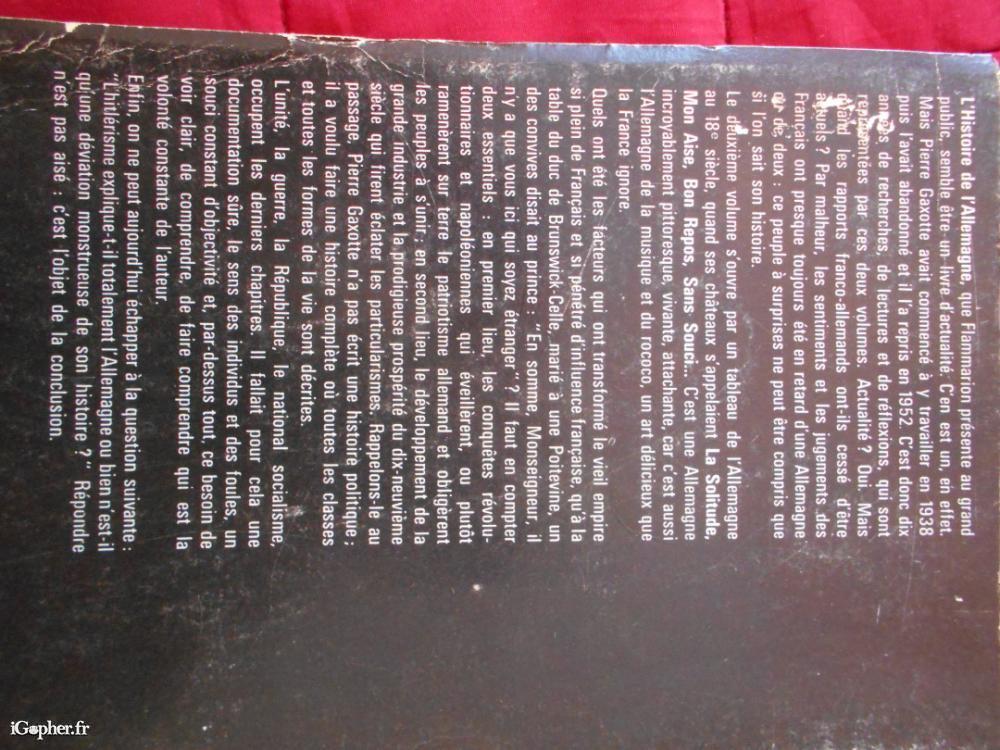 L'Histoire de l'Allemagne, que Flammarion présente au grand
public, semble être un livre d'actualité. C'en est un, en effet.
Mais Pierre Gaxotte avait commencé à y travailler en 1938
puis l'avait abandonné et il l'a repris en 1952. C'est donc dix
années de recherches, de lectures et de réflexions, qui sont
représentées par ces deux volumes. Actualité ? Oui. Mais
quand les rapports franco-allemands ont-ils cessé d'être
actuels ? Par malheur, les sentiments et les jugements des
Français ont presque toujours été en retard d'une Allemagne
ou de deux : ce peuple à surprises ne peut être compris que
si l'on sait son histoire.
Le deuxième volume s'ouvre par un tableau de l'Allemagne
au 18e siècle, quand ses châteaux s'appelaient La Solitude,
Mon Aise, Bon Repos, Sans Souci... C'est une Allemagne
incroyablement pittoresque, vivante, attachante, car c'est aussi
l'Allemagne de la musique et du rococo, un art délicieux que
la France ignore.
Quels ont été les facteurs qui ont transformé le vieil empire
si plein de Français et si pénétré d'influence française, qu'à la
table du duc de Brunswick-Celle, marié à une Poitevine, un
des convives disait au prince : "En somme, Monseigneur, il
n'y a que vous ici qui soyez étranger" ? Il faut en compter
deux, essentiels : en premier lieu, les conquêtes révolu-
tionnaires et napoléoniennes qui éveillèrent, ou plutôt
ramenèrent sur terre le patriotisme allemand et obligèrent
les peuples à s'unir; en second lieu, le développement de la
grande industrie et la prodigieuse prospérité du dix-neuvième
siècle qui firent éclater les particularismes. Rappelons-le au
passage, Pierre Gaxotte n'a pas écrit une histoire politique ;
il a voulu faire une histoire complète où toutes les classes
et toutes les formes de la vie sont décrites.
L'unité, la guerre, la République, le national socialisme,
occupent les derniers chapitres. Il fallait pour cela une
documentation sûre, le sens des individus et des foules, un
souci constant d'objectivité et, par-dessus tout, ce besoin de
voir clair, de comprendre, de faire comprendre qui est la
volonté constante de l'auteur.
Enfin, on ne peut aujourd'hui échapper à la question suivante :
"L'hitlérisme explique-t-il totalement l'Allemagne ou bien n'est-il
qu'une déviation monstrueuse de son histoire ?" Répondre
n'est pas aisé : c'est l'objet de la conclusion.
iGopher.fr